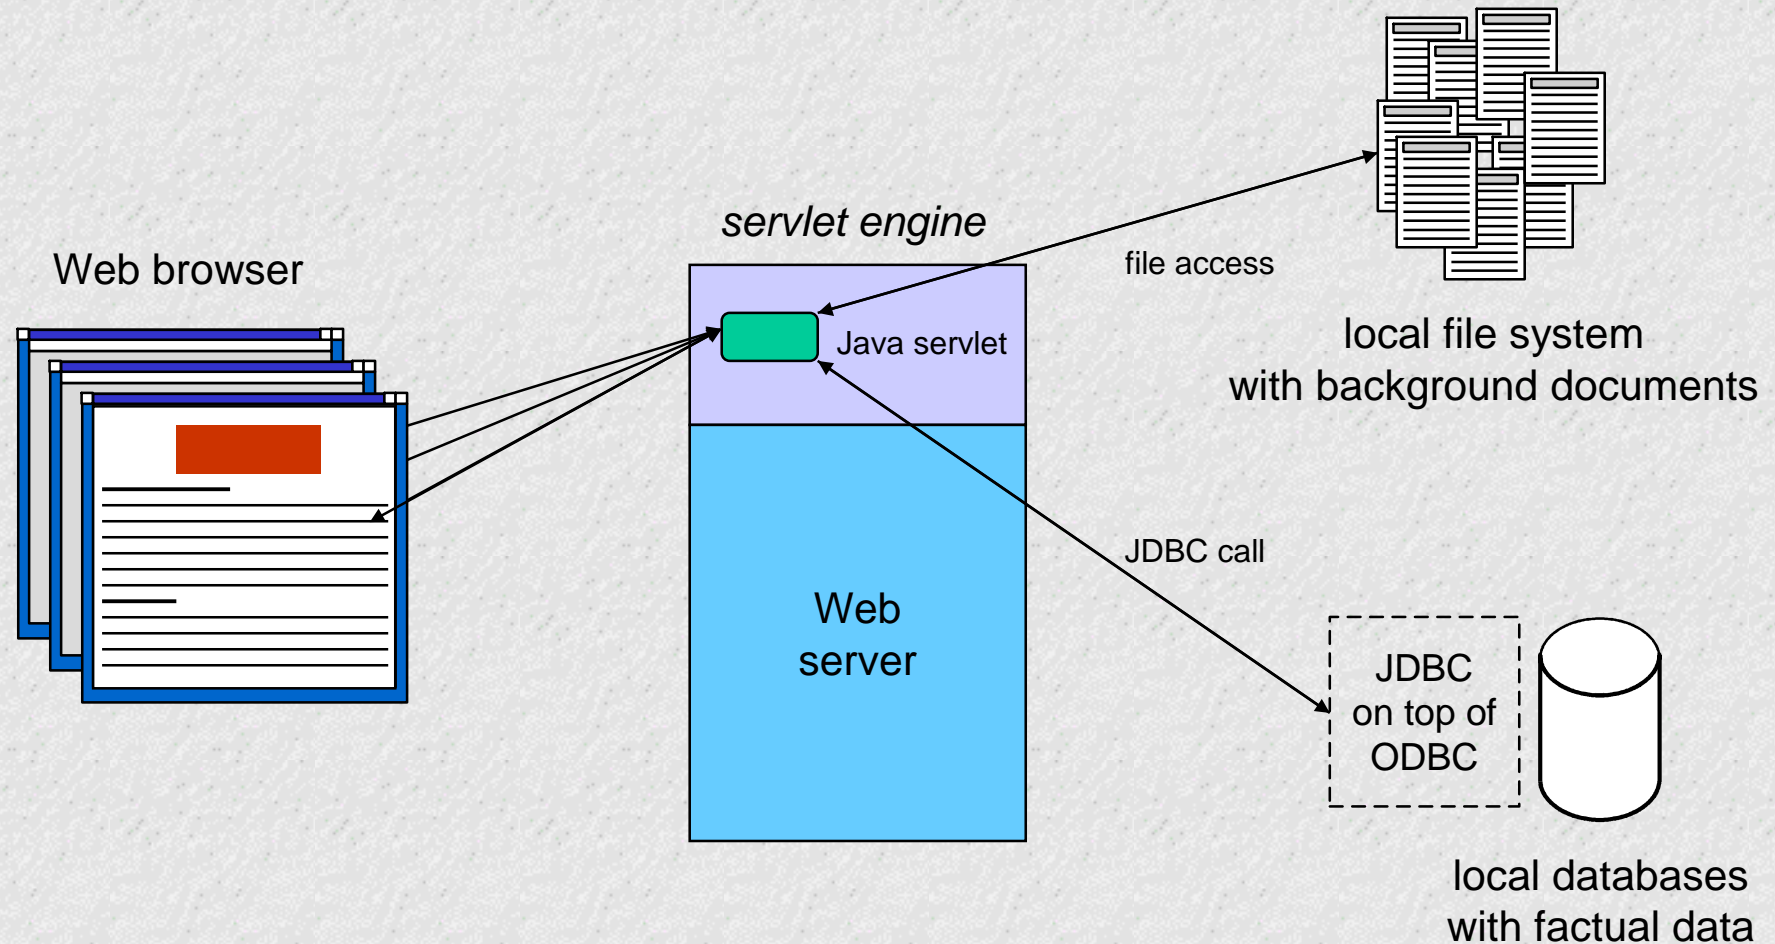 Web browser
servlet engine
Java servlet
Web
server
file access
local file system
with background documents
JDBC call
JDBC
on top of
ODBC
local databases
with factual data